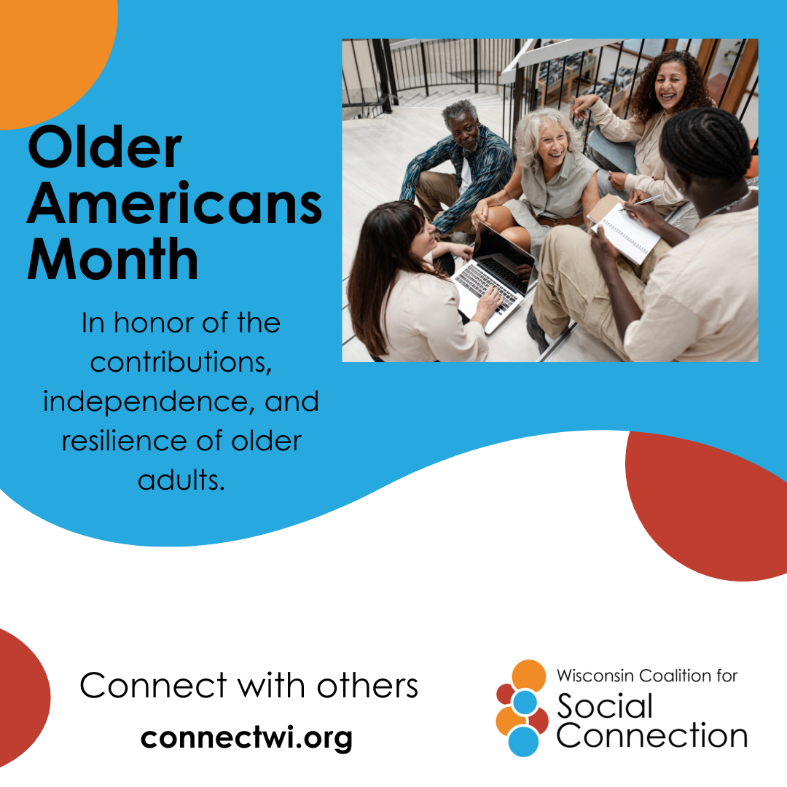 Older
Americans
Month
In honor of the
contributions,
independence, and
resilience of older
adults.
Connect with others
connectwi.org
Wisconsin Coalition for
Social
Connection